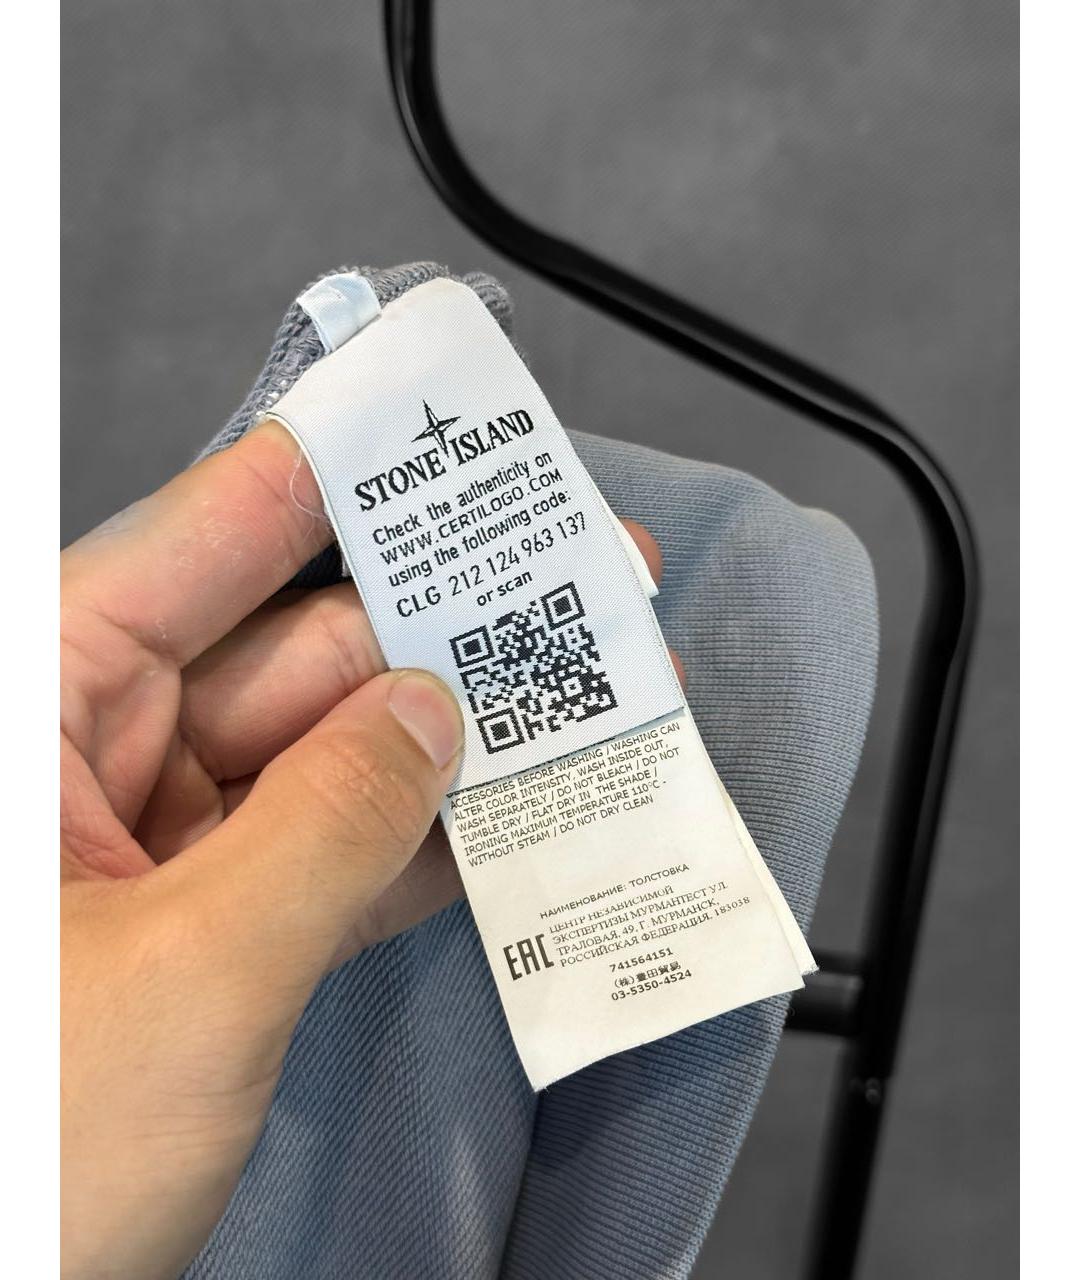 STONE ISLAND
Check the authenticity on
WWW.CERTILOGO.COM
using the following code:
CLG 212 124 963 137
or scan
ACCESSORIES BEFORE WASHING / WASHING CAN
ALTER COLOR INTENSITY, WASH INSIDE OUT,
WASH SEPARATELY / DO NOT BLEACH / DO NOT
TUMBLE DRY / FLAT DRY IN THE SHADE /
IRONING MAXIMUM TEMPERATURE 110°C -
WITHOUT STEAM / DO NOT DRY CLEAN
НАИМЕНОВАНИЕ: ТОЛСТОВКА
ЦЕНТР НЕЗАВИСИМОЙ
ЭКСПЕРТИЗЫ МУРМАНТЕСТ УЛ.
ТРАЛОВАЯ, 49, Г. МУРМАНСК,
РОССИЙСКАЯ ФЕДЕРАЦИЯ, 183038
EAC
741564151
(株)豊田貿易
03-5350-4524